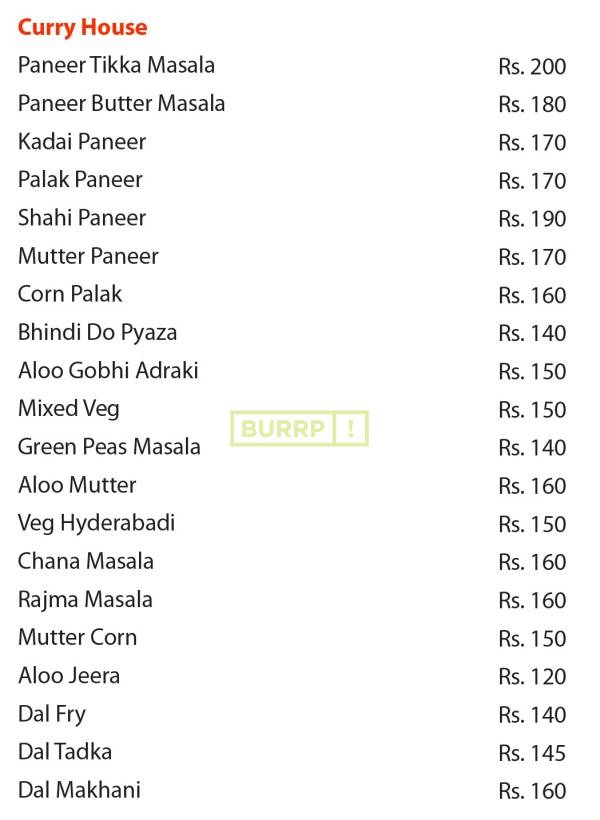 Curry House
Paneer Tikka Masala Rs. 200
Paneer Butter Masala Rs. 180
Kadai Paneer Rs. 170
Palak Paneer Rs. 170
Shahi Paneer Rs. 190
Mutter Paneer Rs. 170
Corn Palak Rs. 160
Bhindi Do Pyaza Rs. 140
Aloo Gobhi Adraki Rs. 150
Mixed Veg Rs. 150
BURRP!
Green Peas Masala Rs. 140
Aloo Mutter Rs. 160
Veg Hyderabadi Rs. 150
Chana Masala Rs. 160
Rajma Masala Rs. 160
Mutter Corn Rs. 150
Aloo Jeera Rs. 120
Dal Fry Rs. 140
Dal Tadka Rs. 145
Dal Makhani Rs. 160